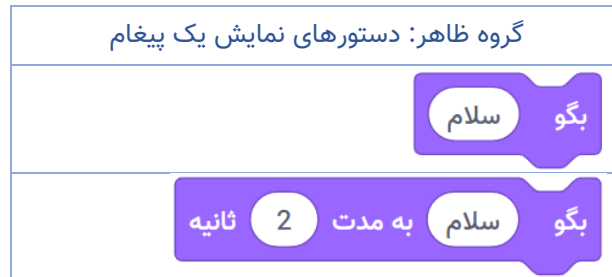 گروه ظاهر: دستورهای نمایش یک پیغام
بگو سلام
بگو سلام به مدت 2 ثانیه